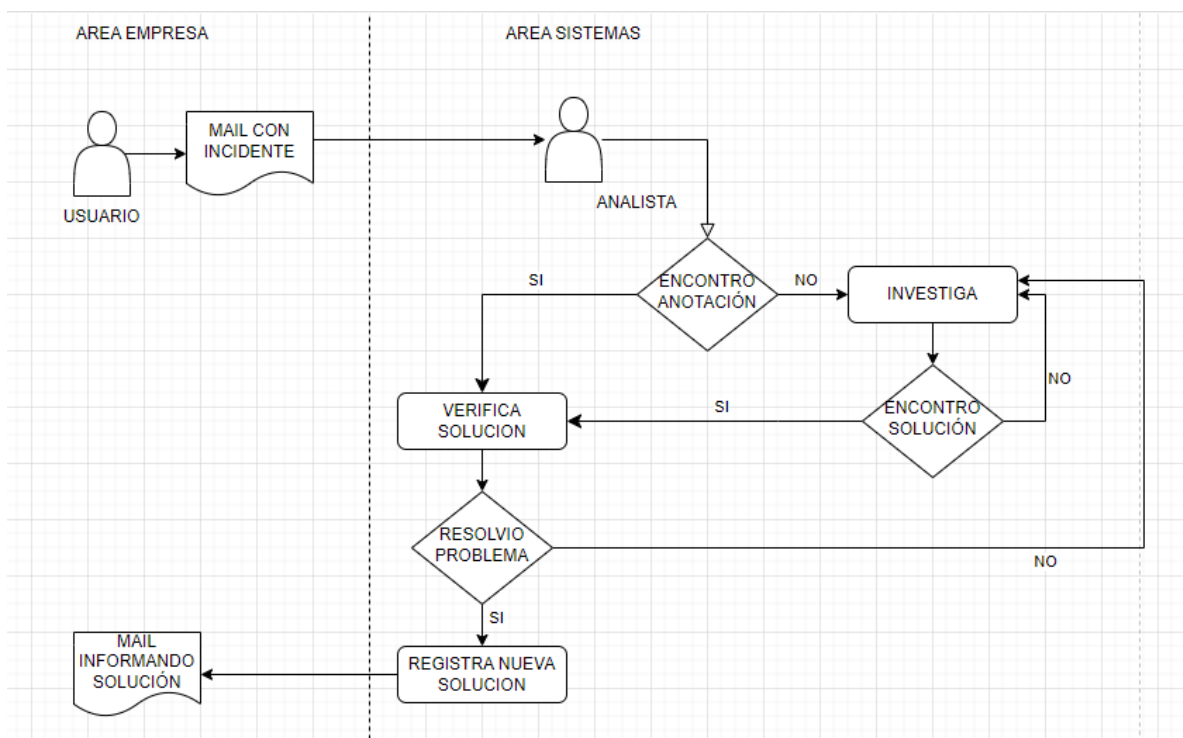 AREA EMPRESA
AREA SISTEMAS
MAIL CON
INCIDENTE
USUARIO
ANALISTA
ENCONTRO
ANOTACIÓN
SI
NO
INVESTIGA
NO
ENCONTRO
SOLUCIÓN
SI
VERIFICA
SOLUCION
RESOLVIO
PROBLEMA
NO
SI
REGISTRA NUEVA
SOLUCION
MAIL
INFORMANDO
SOLUCIÓN